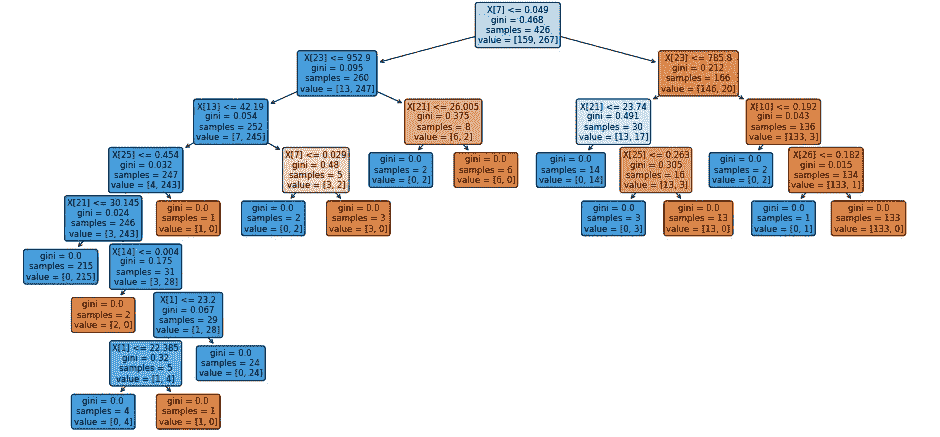 X[7] <= 0.049
gini = 0.468
samples = 426
value = [159, 267]
X[23] <= 952.9
gini = 0.095
samples = 260
value = [13, 247]
X[23] <= 785.8
gini = 0.212
samples = 166
value = [146, 20]
X[13] <= 42.19
gini = 0.054
samples = 252
value = [7, 245]
X[21] <= 26.005
gini = 0.375
samples = 8
value = [6, 2]
X[21] <= 23.74
gini = 0.491
samples = 30
value = [13, 17]
X[10] <= 0.192
gini = 0.043
samples = 136
value = [133, 3]
X[25] <= 0.454
gini = 0.032
samples = 247
value = [4, 243]
X[7] <= 0.029
gini = 0.48
samples = 5
value = [3, 2]
gini = 0.0
samples = 2
value = [0, 2]
gini = 0.0
samples = 6
value = [6, 0]
gini = 0.0
samples = 14
value = [0, 14]
X[25] <= 0.263
gini = 0.305
samples = 16
value = [13, 3]
gini = 0.0
samples = 2
value = [0, 2]
X[26] <= 0.182
gini = 0.015
samples = 134
value = [133, 1]
X[21] <= 30.145
gini = 0.024
samples = 246
value = [3, 243]
gini = 0.0
samples = 1
value = [1, 0]
gini = 0.0
samples = 2
value = [0, 2]
gini = 0.0
samples = 3
value = [3, 0]
gini = 0.0
samples = 3
value = [0, 3]
gini = 0.0
samples = 13
value = [13, 0]
gini = 0.0
samples = 1
value = [0, 1]
gini = 0.0
samples = 133
value = [133, 0]
gini = 0.0
samples = 215
value = [0, 215]
X[14] <= 0.004
gini = 0.175
samples = 31
value = [3, 28]
gini = 0.0
samples = 2
value = [2, 0]
X[1] <= 23.2
gini = 0.067
samples = 29
value = [1, 28]
X[1] <= 22.385
gini = 0.32
samples = 5
value = [1, 4]
gini = 0.0
samples = 24
value = [0, 24]
gini = 0.0
samples = 4
value = [0, 4]
gini = 0.0
samples = 1
value = [1, 0]